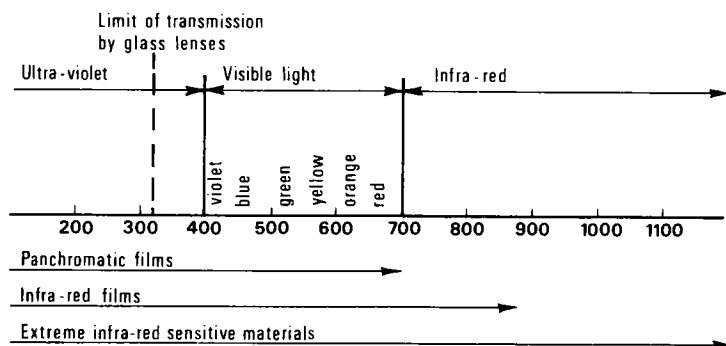 Limit of transmission
by glass lenses
Ultra-violet
Visible light
Infra-red
violet
blue
green
yellow
orange
red
200 300 400 500 600 700 800 900 1000 1100
Panchromatic films
Infra-red films
Extreme infra-red sensitive materials